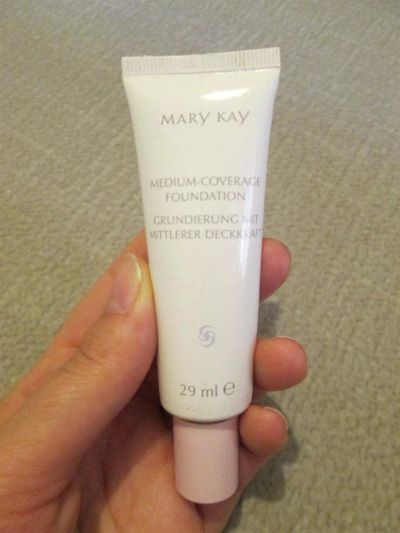 MARY KAY
MEDIUM-COVERAGE
FOUNDATION
GRUNDIERUNG MIT
MITTLERER DECKKRAFT
29 ml ℮